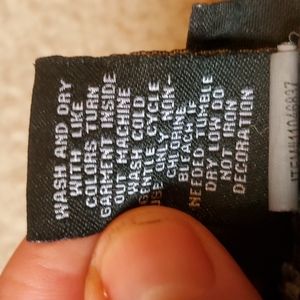 WASH AND DRY
WITH LIKE
COLORS TURN
GARMENT INSIDE
OUT. MACHINE
WASH COLD
GENTLE CYCLE.
USE ONLY NON-
CHLORINE
BLEACH IF
NEEDED TUMBLE
DRY LOW DO
NOT IRON
DECORATION